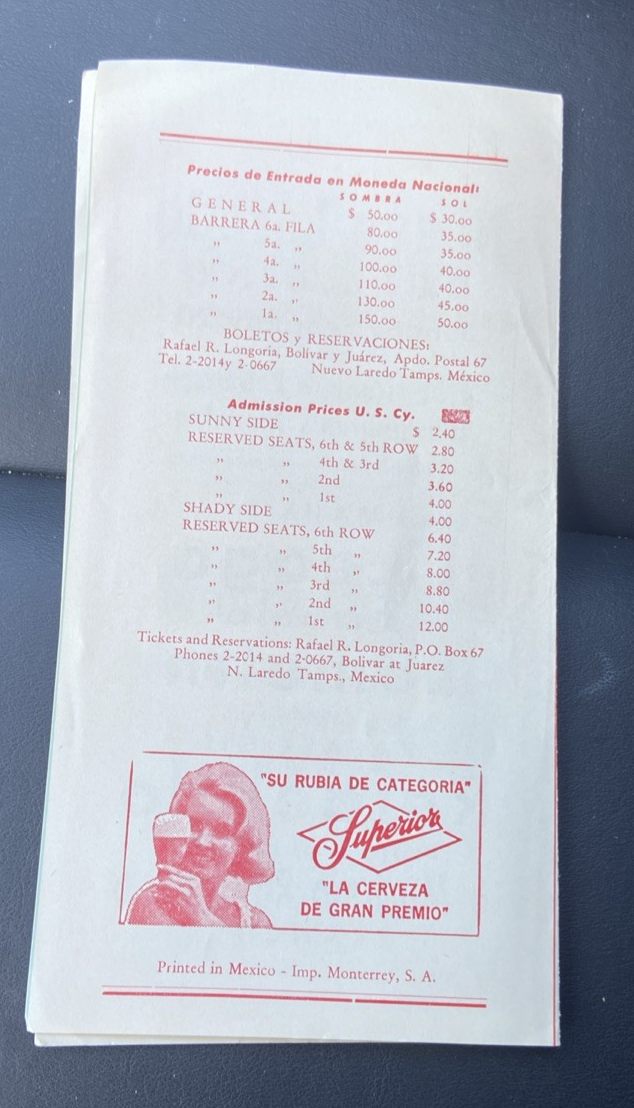 Precios de Entrada en Moneda Nacional:
SOMBRA SOL
GENERAL $ 50.00 $ 30.00
BARRERA 6a. FILA 80.00 35.00
„ 5a. „ 90.00 35.00
„ 4a. „ 100.00 40.00
„ 3a. „ 110.00 40.00
„ 2a. „ 130.00 45.00
„ 1a. „ 150.00 50.00
BOLETOS y RESERVACIONES:
Rafael R. Longoria, Bolívar y Juárez, Apdo. Postal 67
Tel. 2-2014y 2-0667 Nuevo Laredo Tamps. México
Admission Prices U. S. Cy.
SUNNY SIDE $ 2.40
RESERVED SEATS, 6th & 5th ROW 2.80
„ „ 4th & 3rd 3.20
„ „ 2nd 3.60
„ „ 1st 4.00
SHADY SIDE 4.00
RESERVED SEATS, 6th ROW 6.40
„ „ 5th „ 7.20
„ „ 4th „ 8.00
„ „ 3rd „ 8.80
„ „ 2nd „ 10.40
„ „ 1st „ 12.00
Tickets and Reservations: Rafael R. Longoria, P.O. Box 67
Phones 2-2014 and 2-0667, Bolivar at Juarez
N. Laredo Tamps., Mexico
"SU RUBIA DE CATEGORIA"
Superior
"LA CERVEZA
DE GRAN PREMIO"
Printed in Mexico - Imp. Monterrey, S. A.